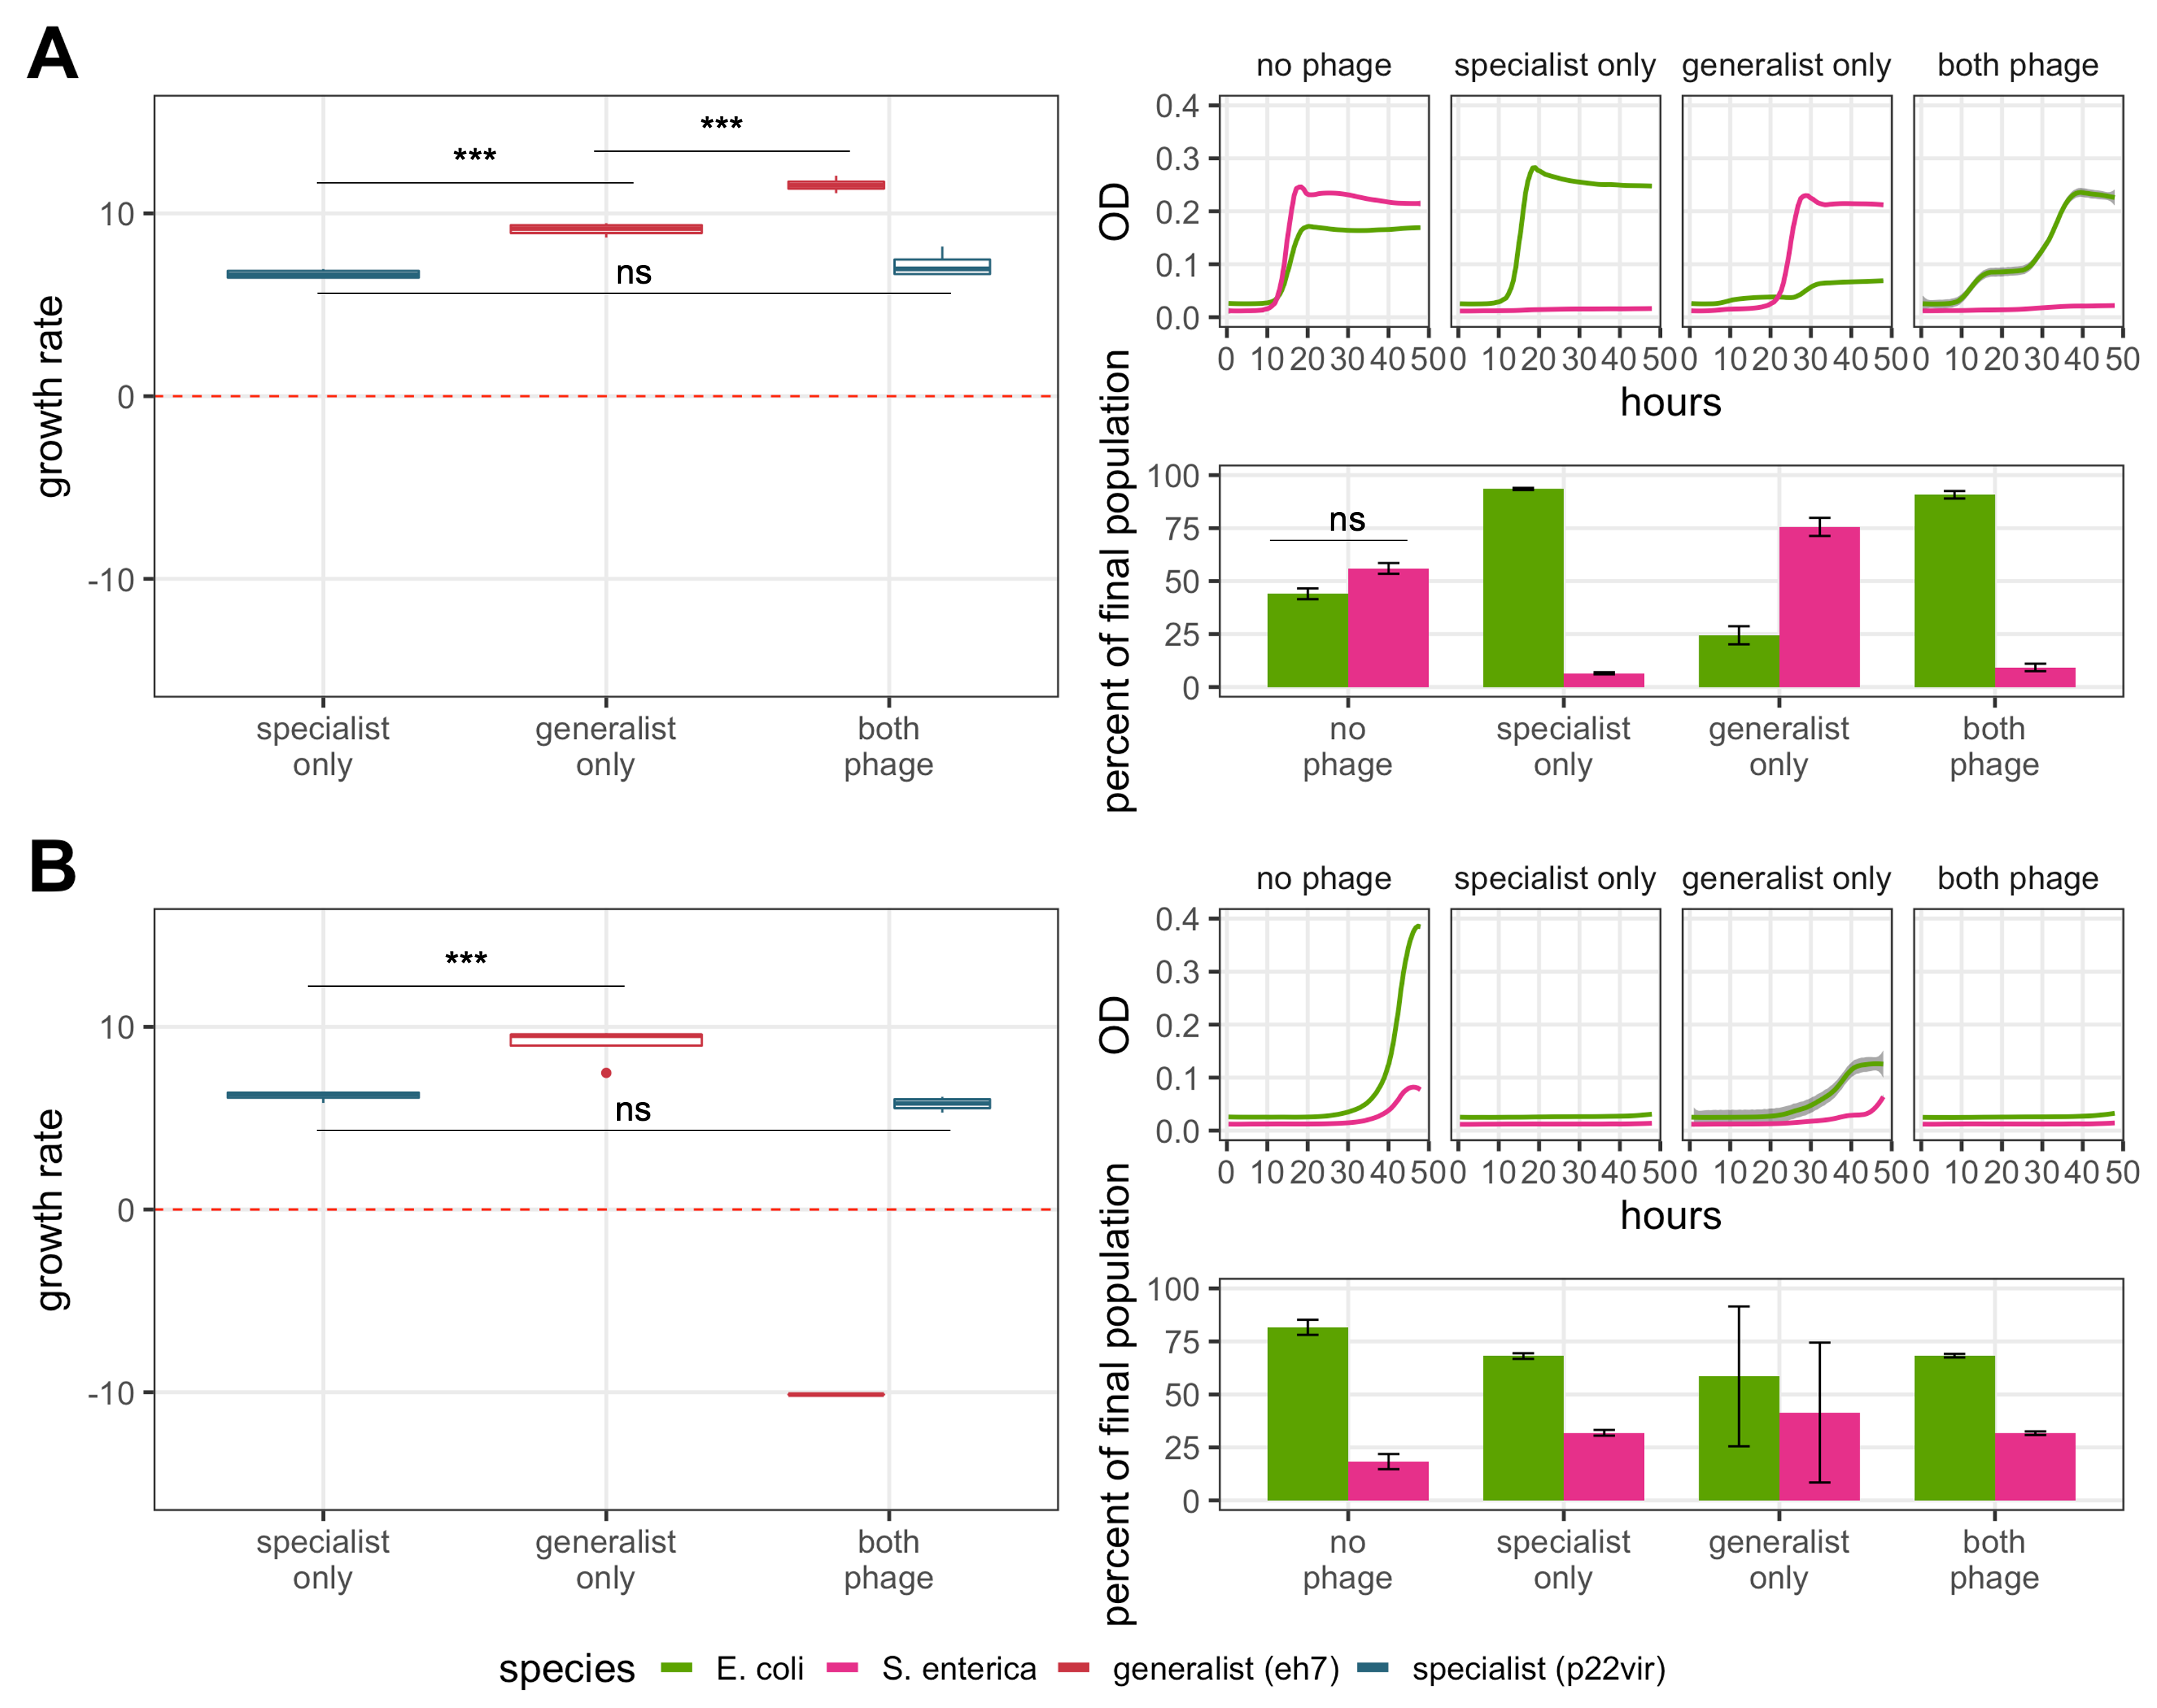 A
growth rate
10
0
-10
***
***
ns
specialist only
generalist only
both phage
no phage
specialist only
generalist only
both phage
OD
0.4
0.3
0.2
0.1
0.0
0 10 20 30 40 50
0 10 20 30 40 50
0 10 20 30 40 50
0 10 20 30 40 50
hours
percent of final population
100
75
50
25
0
ns
no phage
specialist only
generalist only
both phage
B
growth rate
10
0
-10
***
ns
specialist only
generalist only
both phage
no phage
specialist only
generalist only
both phage
OD
0.4
0.3
0.2
0.1
0.0
0 10 20 30 40 50
0 10 20 30 40 50
0 10 20 30 40 50
0 10 20 30 40 50
hours
percent of final population
100
75
50
25
0
no phage
specialist only
generalist only
both phage
species E. coli S. enterica generalist (eh7) specialist (p22vir)